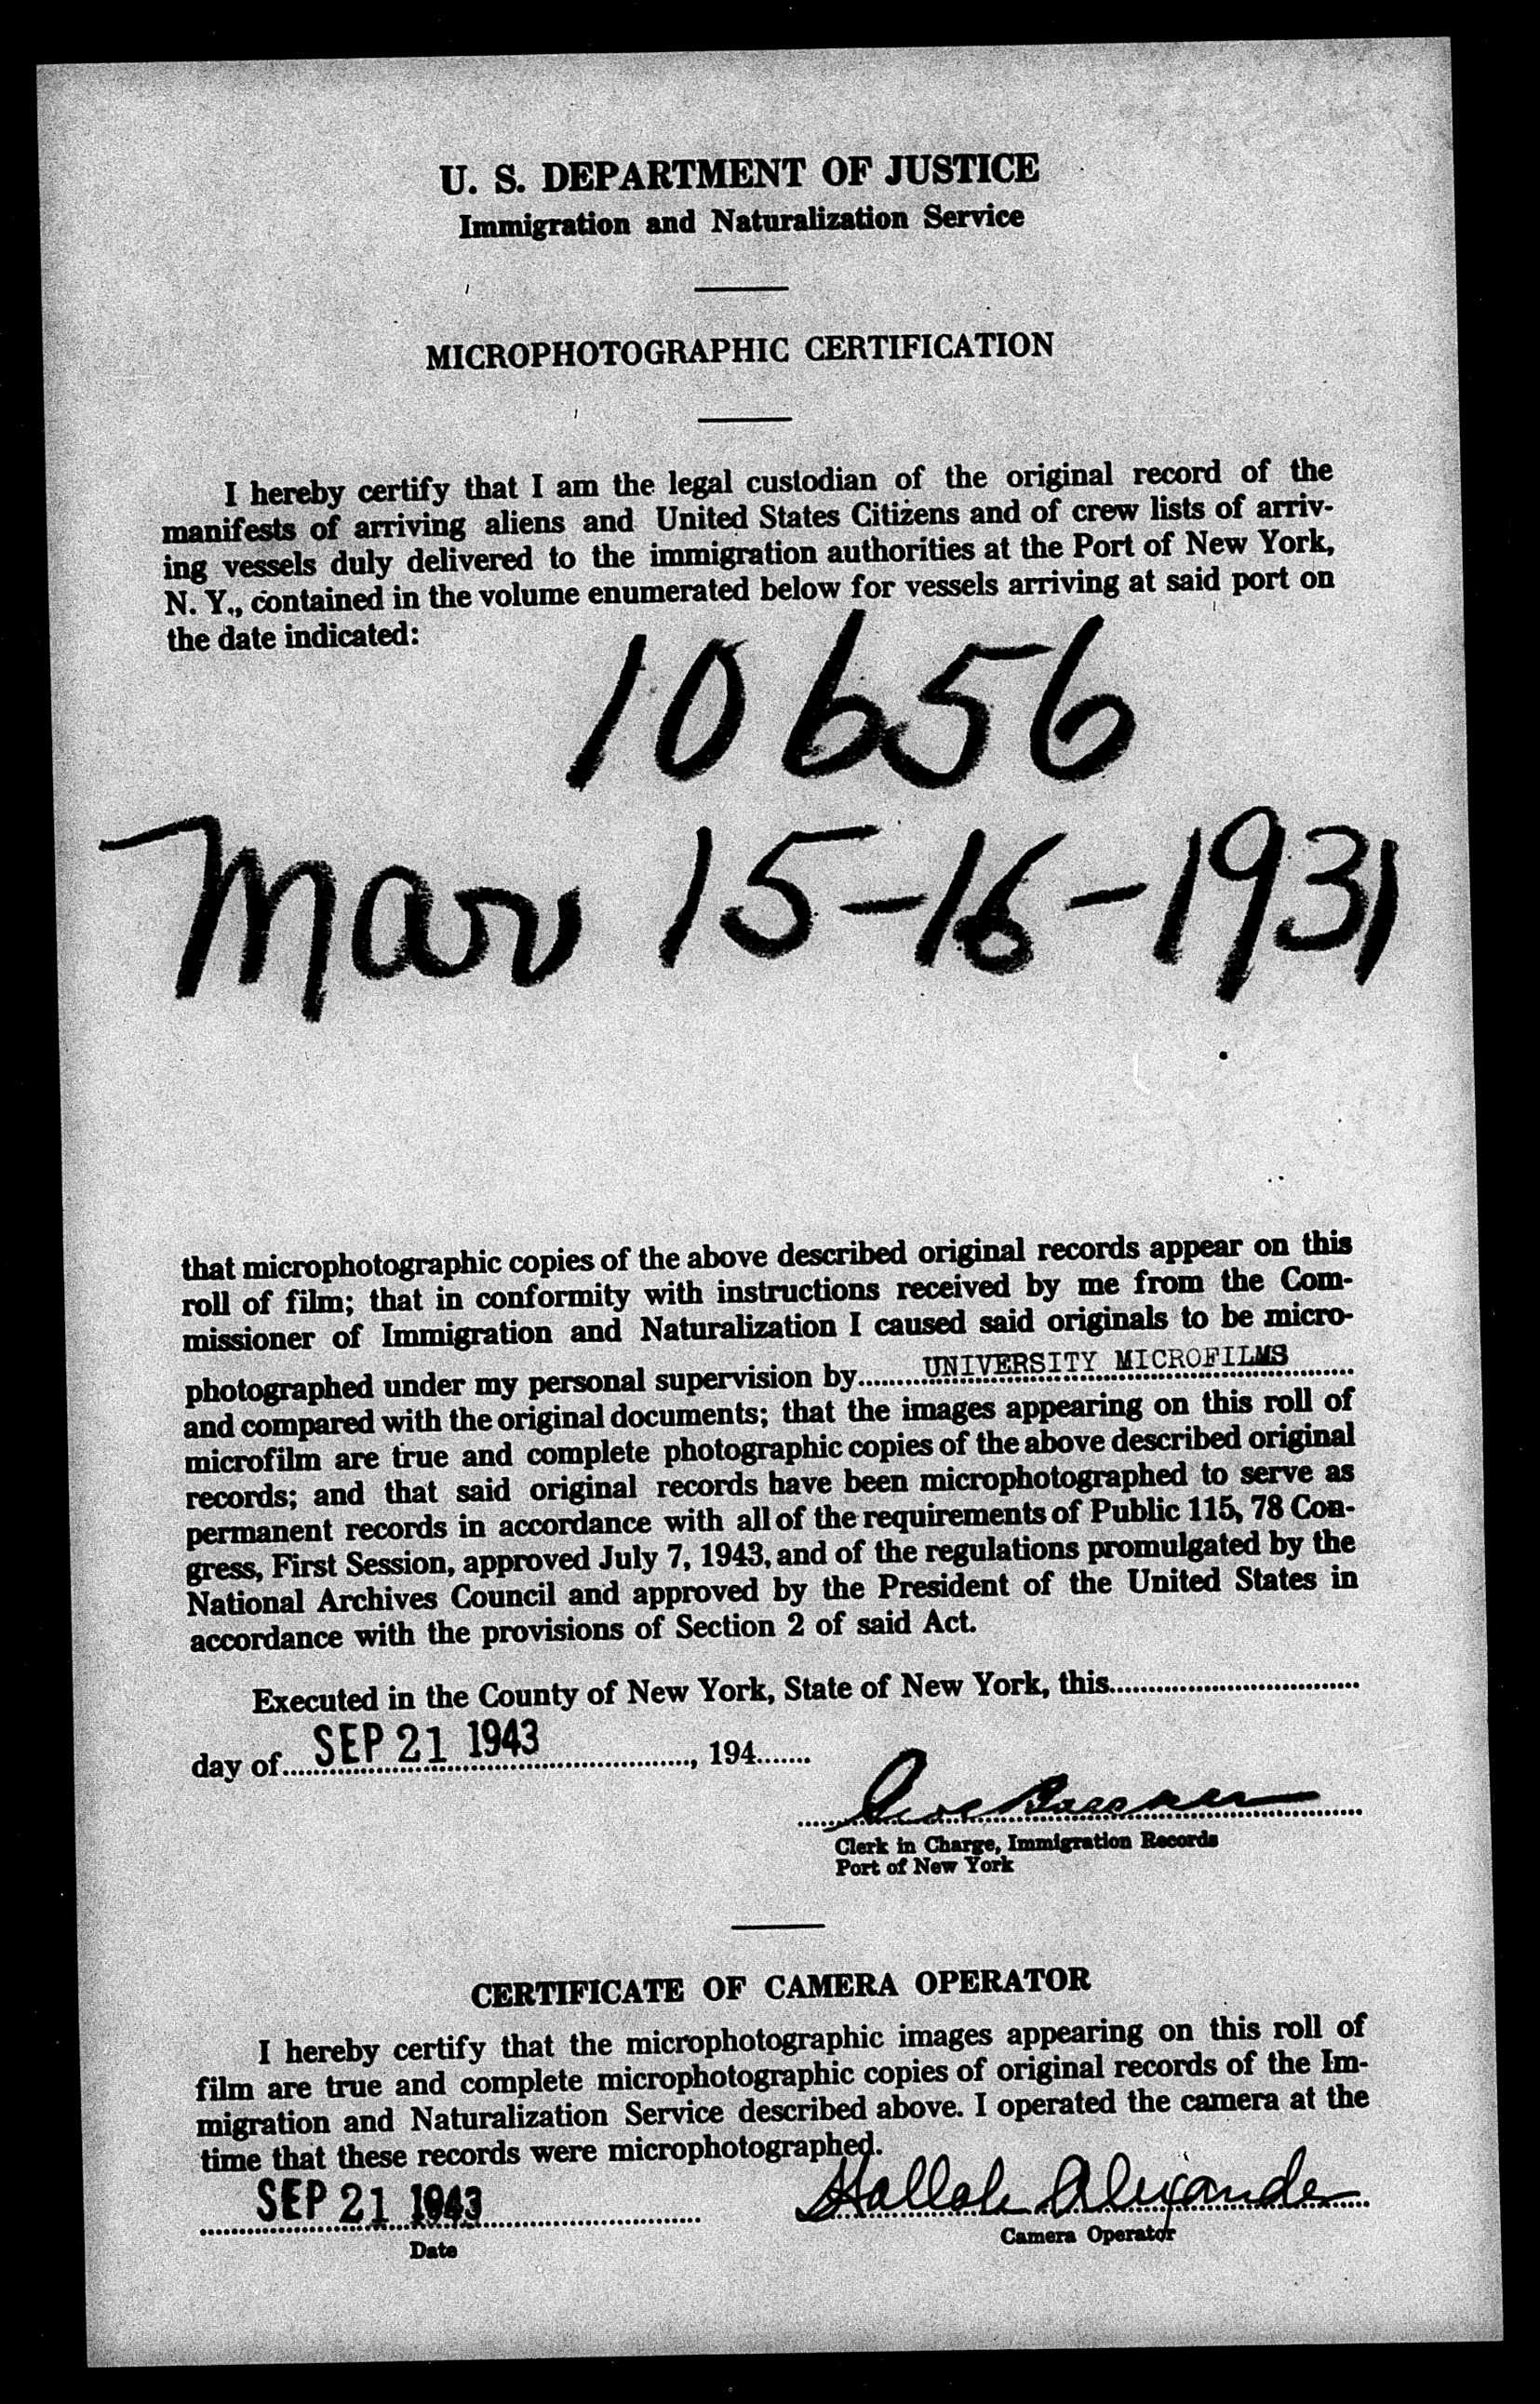 U. S. DEPARTMENT OF JUSTICE
Immigration and Naturalization Service
MICROPHOTOGRAPHIC CERTIFICATION
I hereby certify that I am the legal custodian of the original record of the
manifests of arriving aliens and United States Citizens and of crew lists of arriv-
ing vessels duly delivered to the immigration authorities at the Port of New York,
N. Y., contained in the volume enumerated below for vessels arriving at said port on
the date indicated:
10656
Mar 15-16-1931
that microphotographic copies of the above described original records appear on this
roll of film; that in conformity with instructions received by me from the Com-
missioner of Immigration and Naturalization I caused said originals to be micro-
photographed under my personal supervision by UNIVERSITY MICROFILMS
and compared with the original documents; that the images appearing on this roll of
microfilm are true and complete photographic copies of the above described original
records; and that said original records have been microphotographed to serve as
permanent records in accordance with all of the requirements of Public 115, 78 Con-
gress, First Session, approved July 7, 1943, and of the regulations promulgated by the
National Archives Council and approved by the President of the United States in
accordance with the provisions of Section 2 of said Act.
Executed in the County of New York, State of New York, this
day of SEP 21 1943, 194
Clerk in Charge, Immigration Records
Port of New York
CERTIFICATE OF CAMERA OPERATOR
I hereby certify that the microphotographic images appearing on this roll of
film are true and complete microphotographic copies of original records of the Im-
migration and Naturalization Service described above. I operated the camera at the
time that these records were microphotographed.
SEP 21 1943 Alexander
Date
Camera Operator